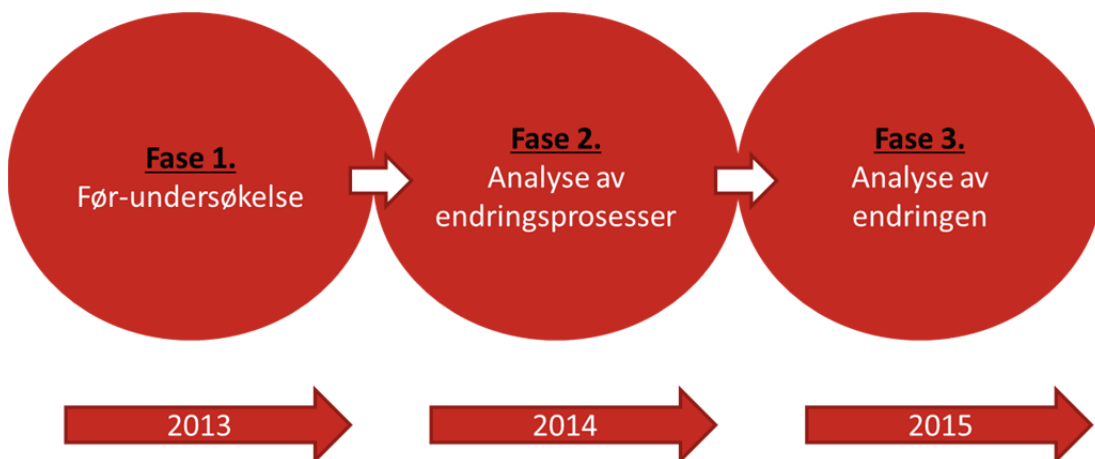 Fase 1.
Før-undersøkelse
Fase 2.
Analyse av
endringsprosesser
Fase 3.
Analyse av
endringen
2013
2014
2015